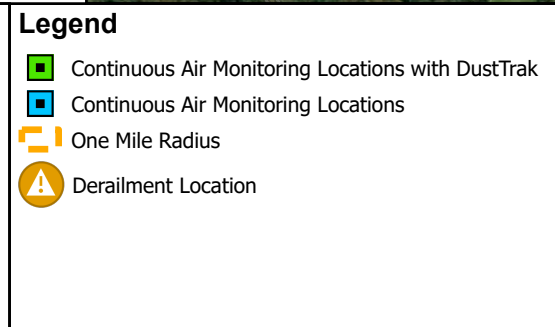 Legend
Continuous Air Monitoring Locations with DustTrak
Continuous Air Monitoring Locations
One Mile Radius
Derailment Location